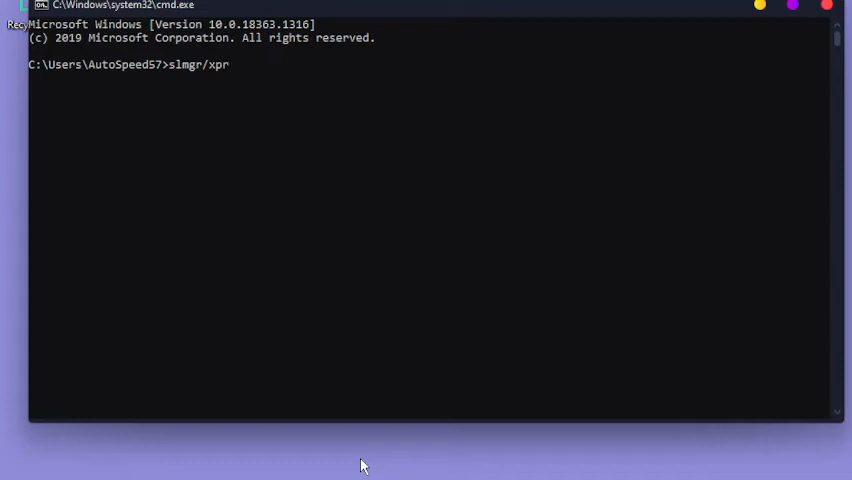 C:\Windows\system32\cmd.exe
Recy
Microsoft Windows [Version 10.0.18363.1316]
(c) 2019 Microsoft Corporation. All rights reserved.
C:\Users\AutoSpeed57>slmgr/xpr